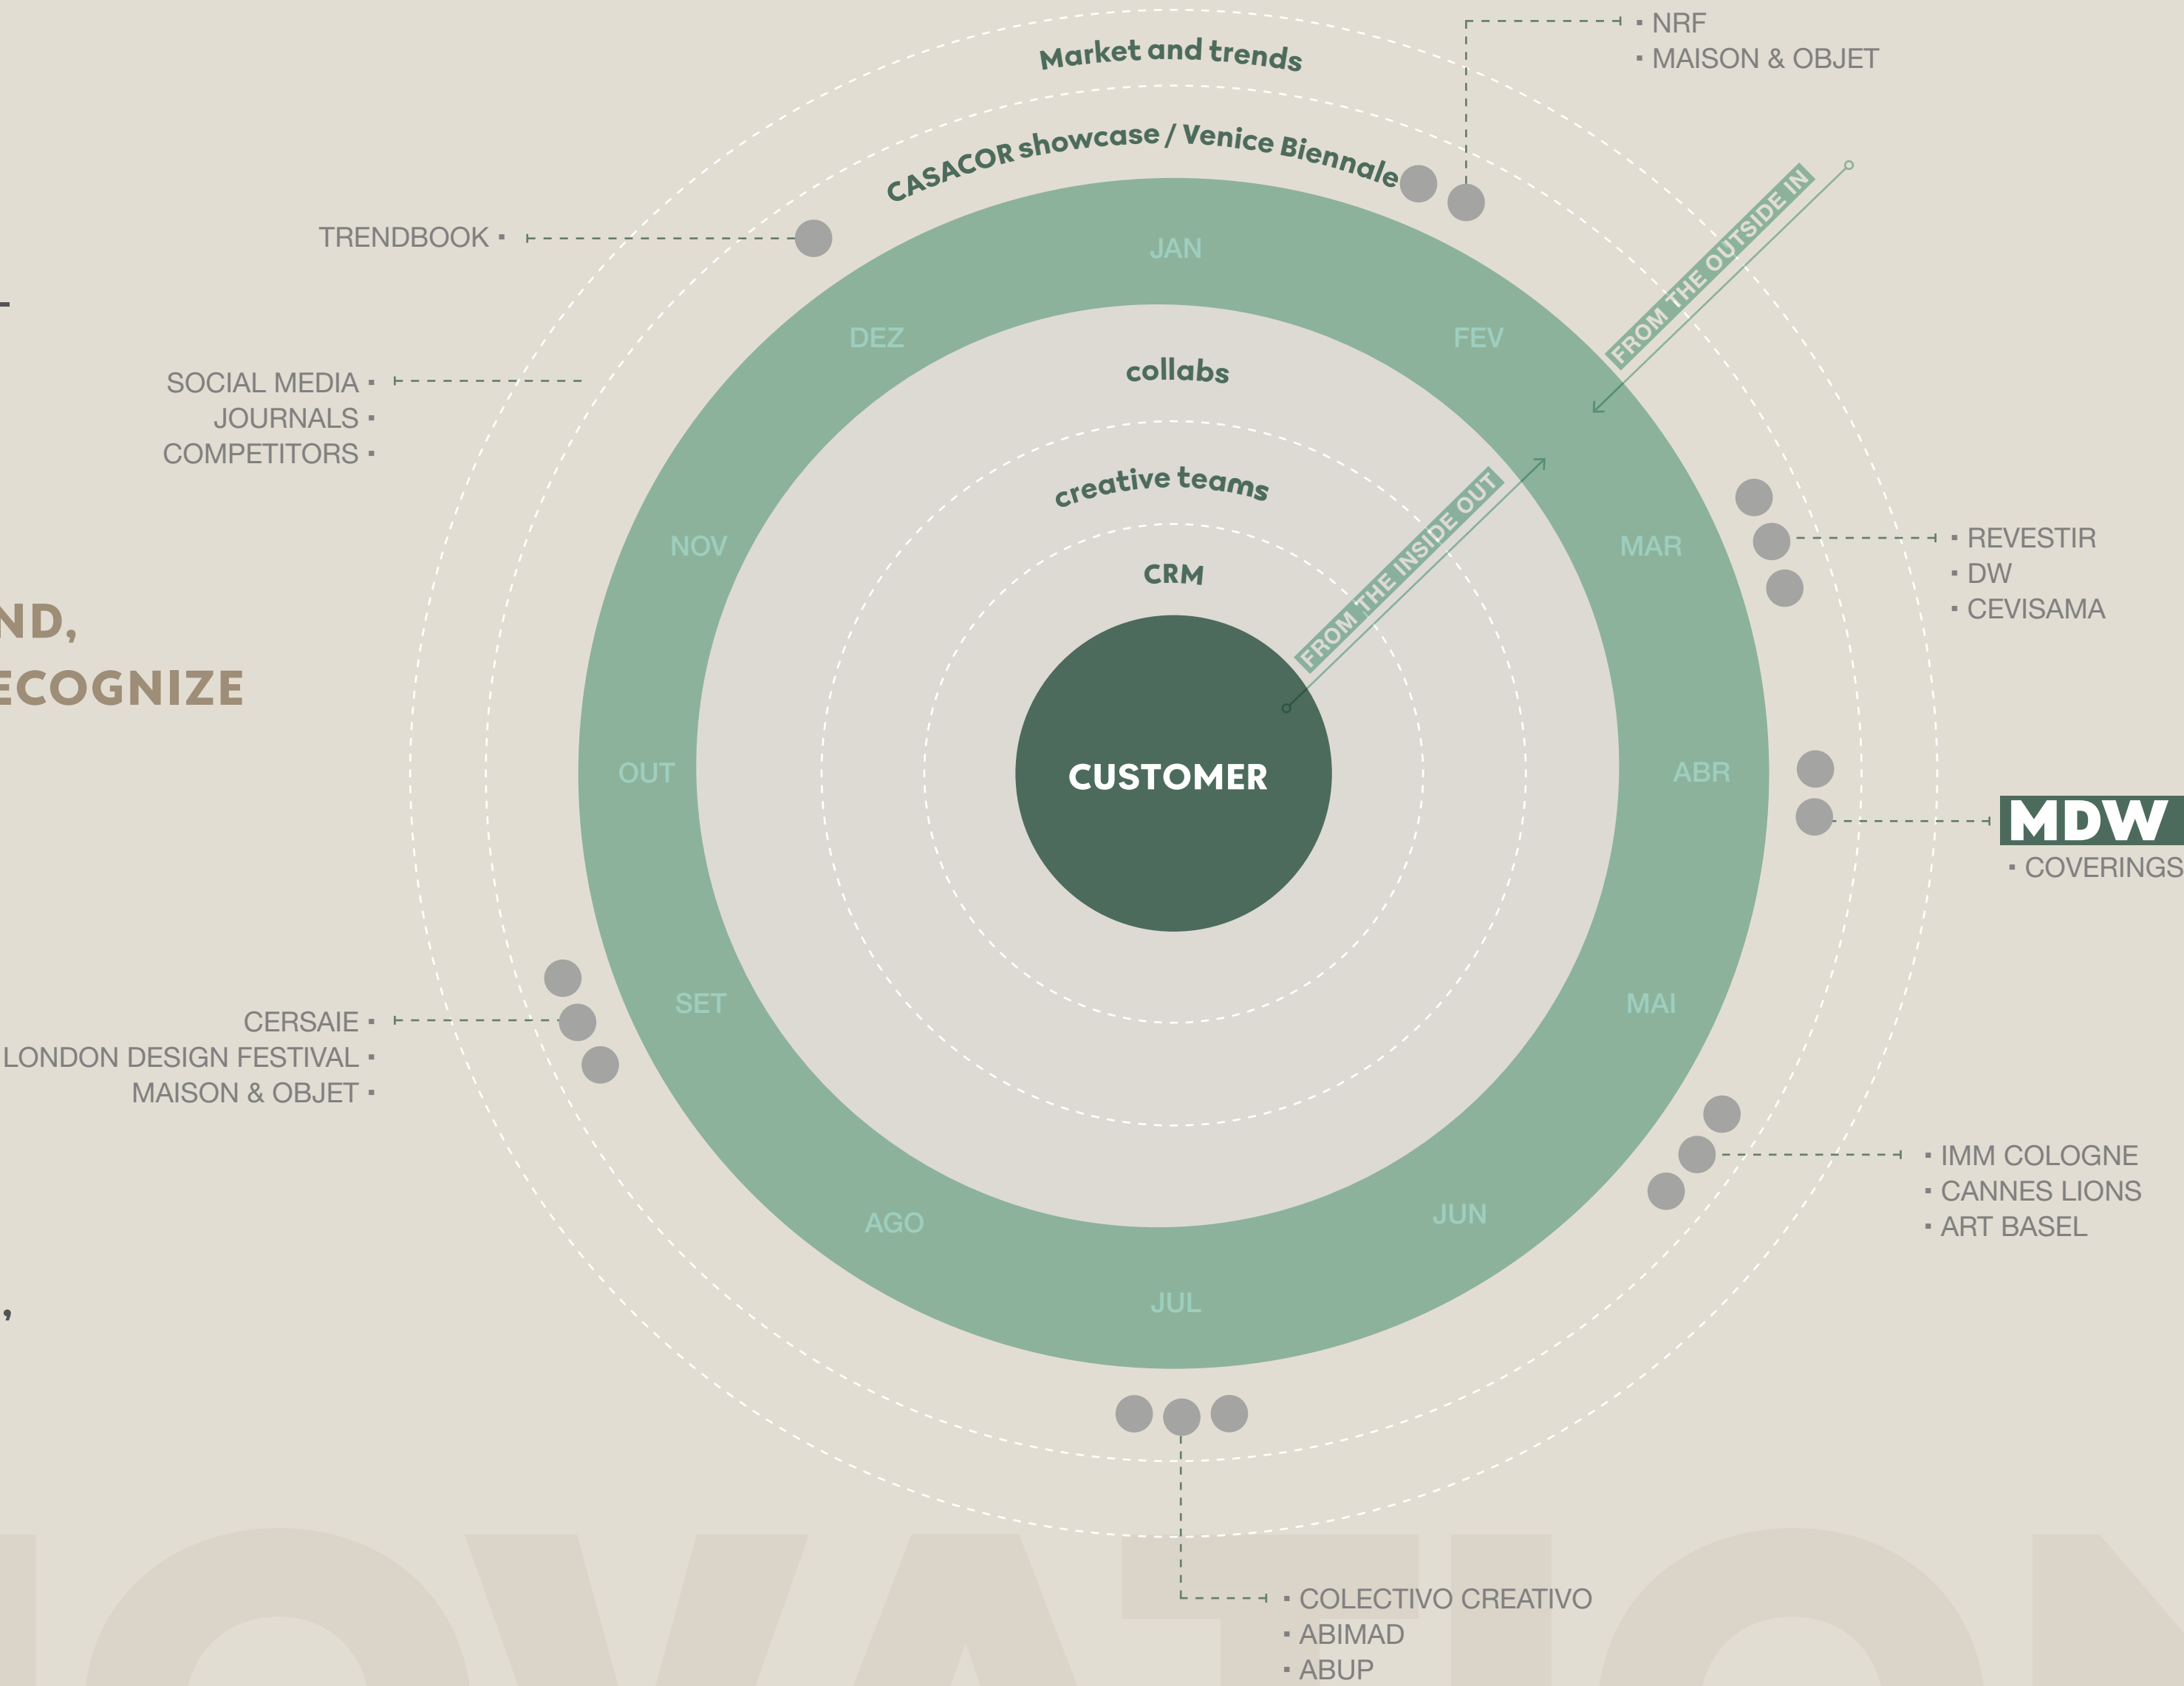 ▪ NRF
▪ MAISON & OBJET
Market and trends
CASACOR showcase / Venice Biennale
FROM THE OUTSIDE IN
TRENDBOOK ▪
JAN
DEZ
FEV
collabs
SOCIAL MEDIA ▪
JOURNALS ▪
COMPETITORS ▪
creative teams
FROM THE INSIDE OUT
NOV
MAR
▪ REVESTIR
▪ DW
▪ CEVISAMA
CRM
ND,
ECOGNIZE
CUSTOMER
OUT
ABR
MDW
▪ COVERINGS
SET
MAI
CERSAIE ▪
LONDON DESIGN FESTIVAL ▪
MAISON & OBJET ▪
▪ IMM COLOGNE
▪ CANNES LIONS
▪ ART BASEL
AGO
JUN
JUL
,
OVATION
▪ COLECTIVO CREATIVO
▪ ABIMAD
▪ ABUP